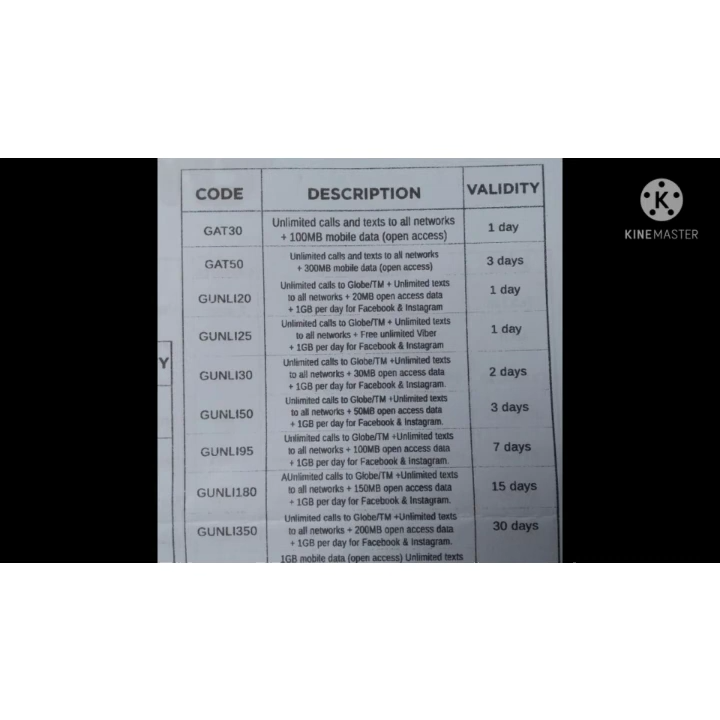 CODE DESCRIPTION VALIDITY
GAT30 Unlimited calls and texts to all networks 1 day
+ 100MB mobile data (open access)
GAT50 Unlimited calls and texts to all networks 3 days
+ 300MB mobile data (open access)
GUNLI20 Unlimited calls to Globe/TM + Unlimited texts 1 day
to all networks + 20MB open access data
+ 1GB per day for Facebook & Instagram
GUNLI25 Unlimited calls to Globe/TM + Unlimited texts 1 day
to all networks + Free unlimited Viber
+ 1GB per day for Facebook & Instagram
GUNLI30 Unlimited calls to Globe/TM +Unlimited texts 2 days
to all networks + 30MB open access data
+ 1GB per day for Facebook & Instagram.
GUNLI50 Unlimited calls to Globe/TM +Unlimited texts 3 days
to all networks + 50MB open access data
+ 1GB per day for Facebook & Instagram.
GUNLI95 Unlimited calls to Globe/TM +Unlimited texts 7 days
to all networks + 100MB open access data
+ 1GB per day for Facebook & Instagram.
GUNLI180 AUnlimited calls to Globe/TM +Unlimited texts 15 days
to all networks + 150MB open access data
+ 1GB per day for Facebook & Instagram.
GUNLI350 Unlimited calls to Globe/TM +Unlimited texts 30 days
to all networks + 200MB open access data
+ 1GB per day for Facebook & Instagram.
1GB mobile data (open access) Unlimited texts
Y
K
KINEMASTER